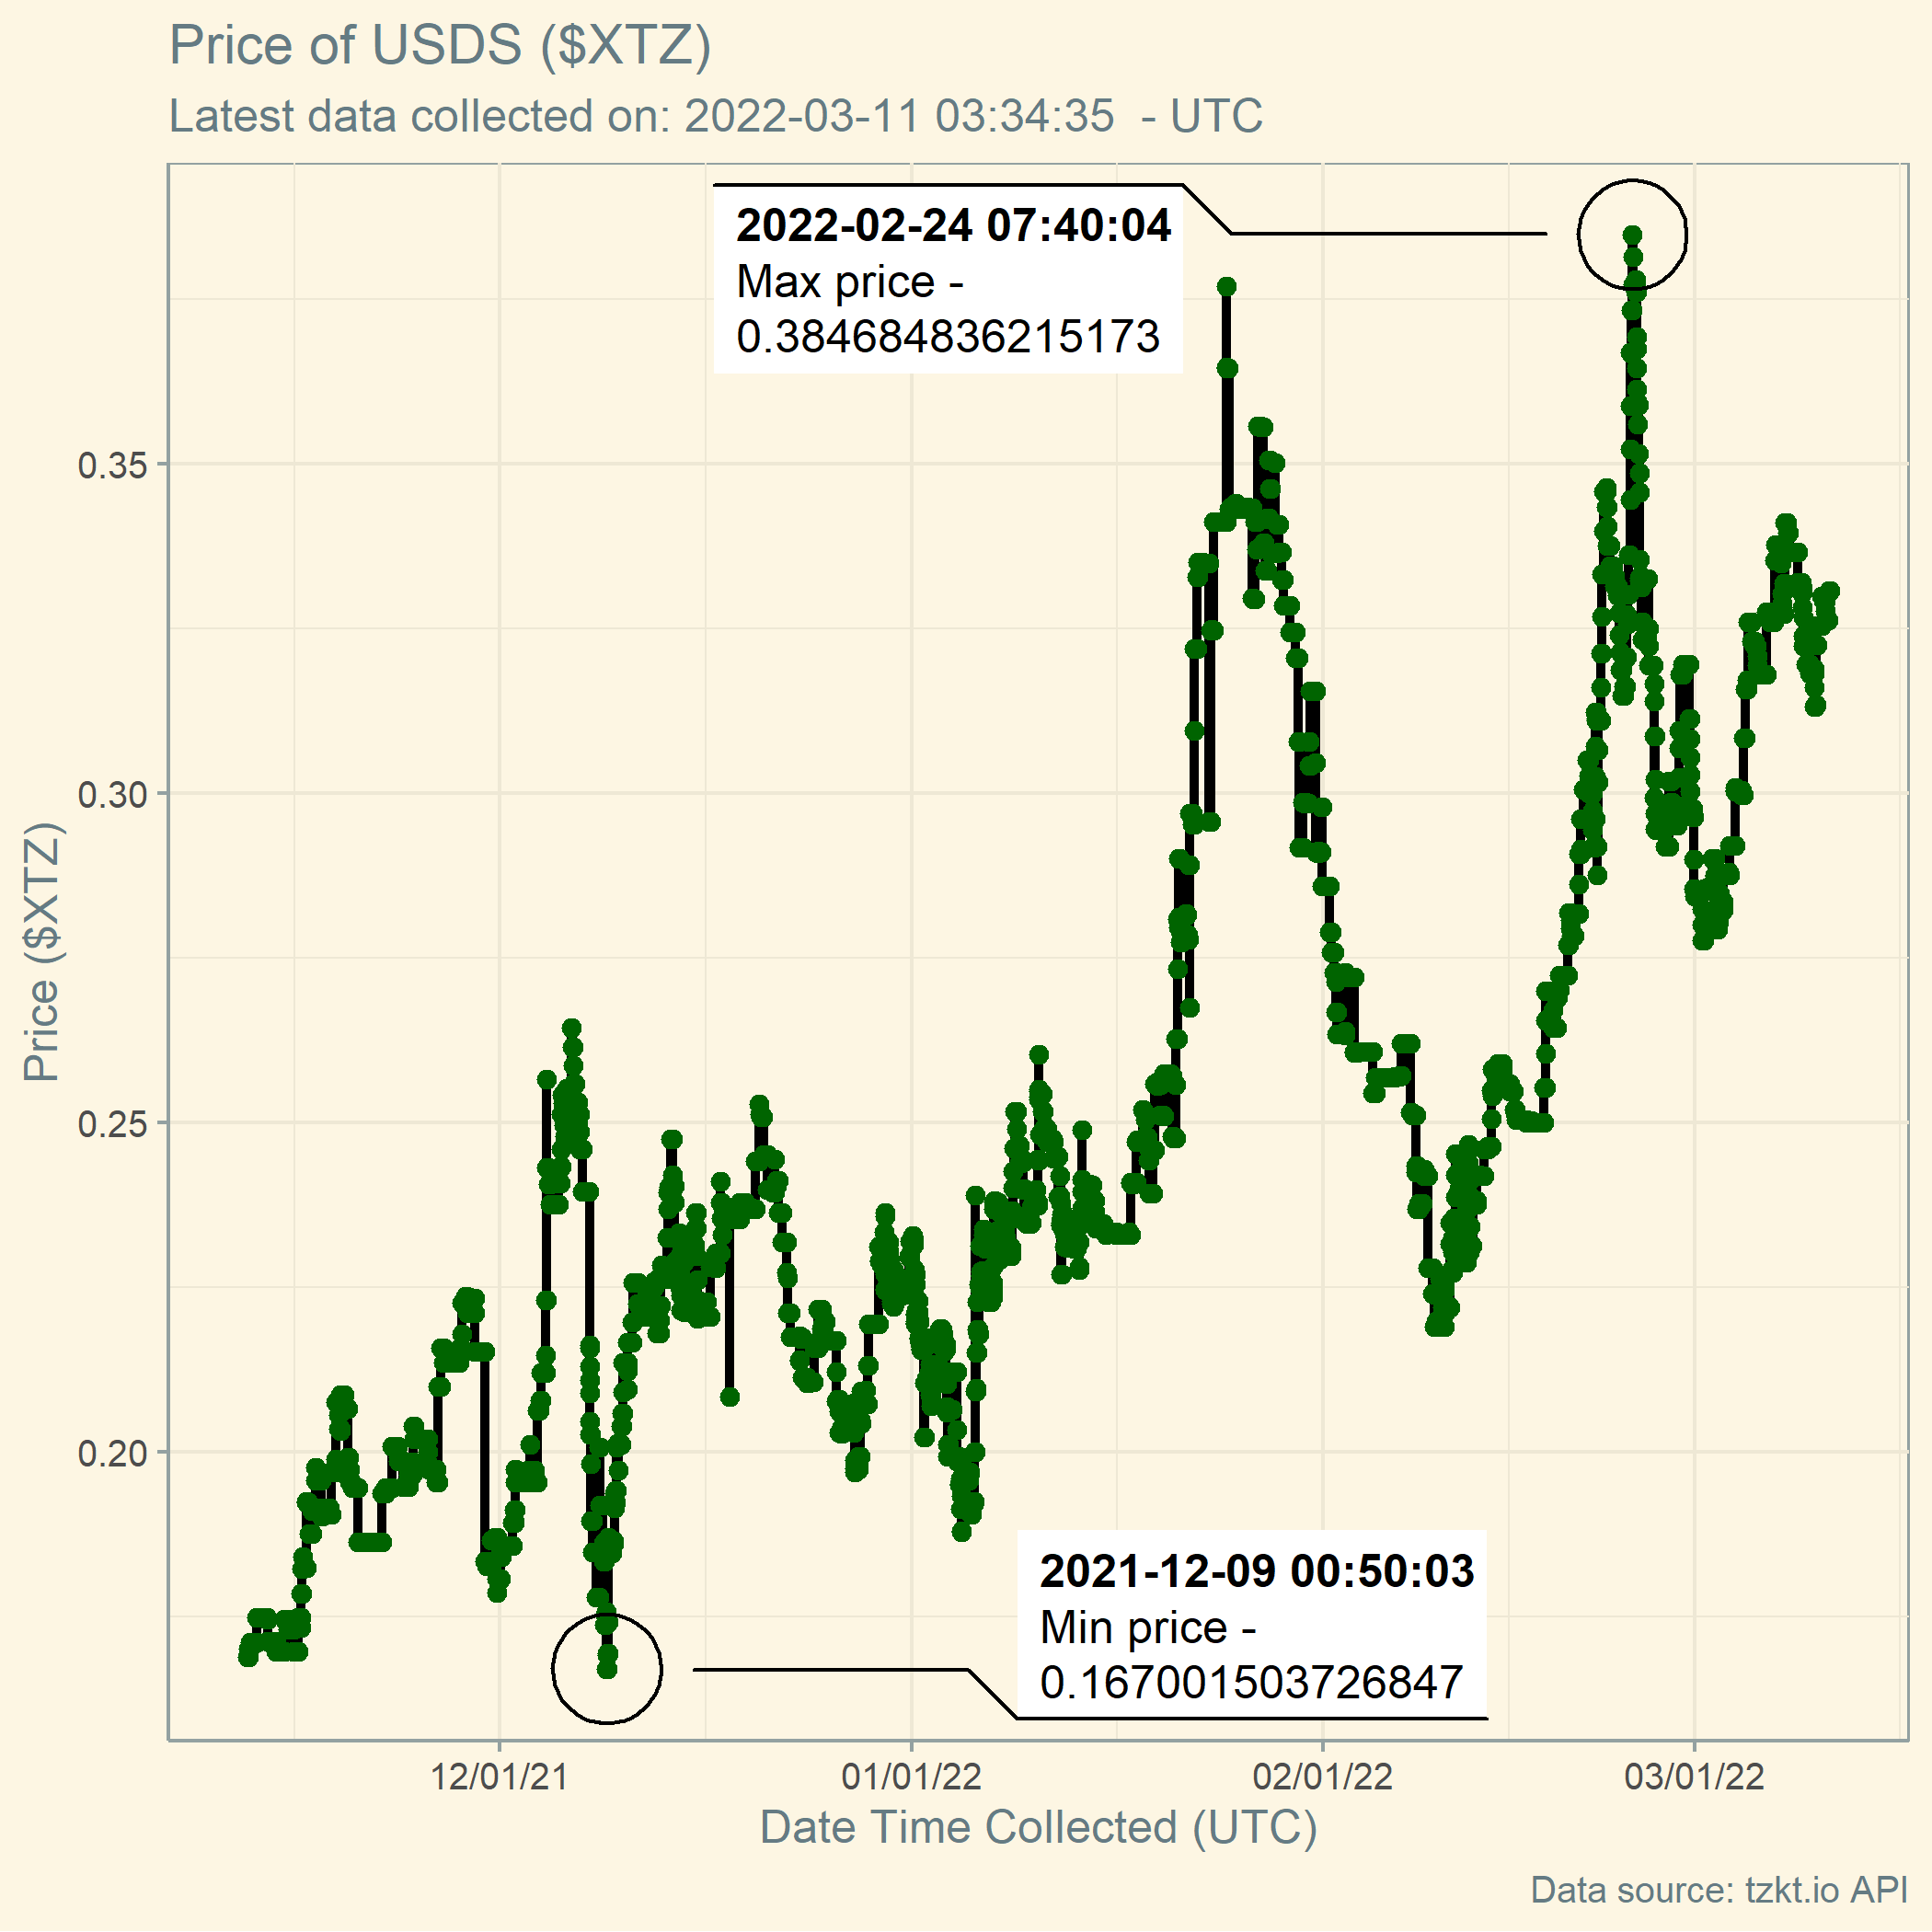 Price of USDS ($XTZ)
Latest data collected on: 2022-03-11 03:34:35  - UTC
2022-02-24 07:40:04
Max price -
0.384684836215173
0.35
0.30
0.25
0.20
Price ($XTZ)
2021-12-09 00:50:03
Min price -
0.167001503726847
12/01/21
01/01/22
02/01/22
03/01/22
Date Time Collected (UTC)
Data source: tzkt.io API